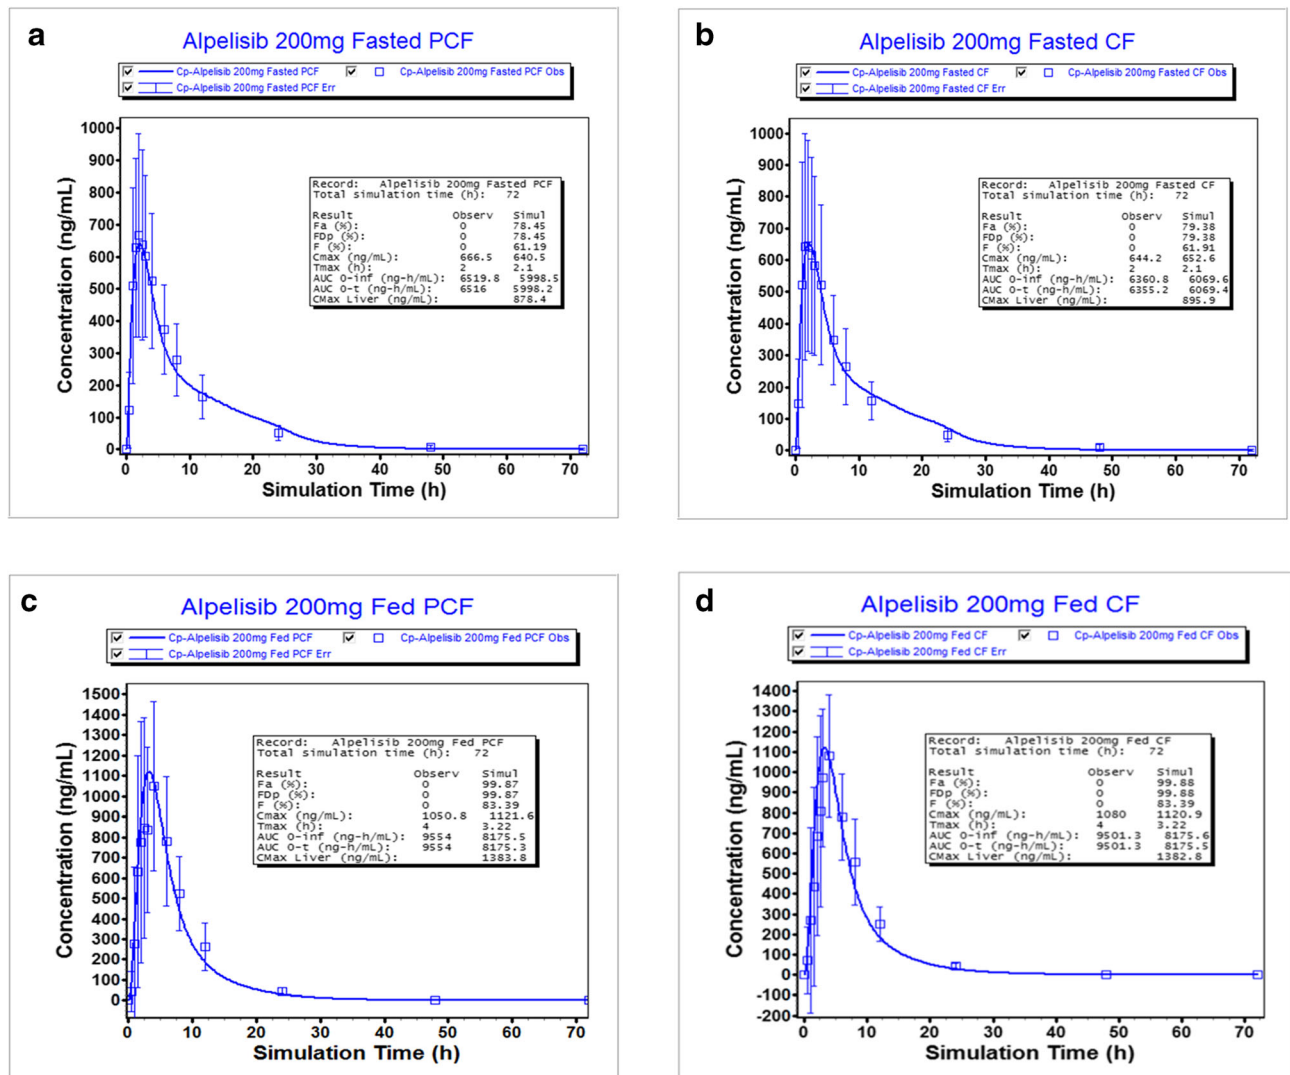 a
Alpelisib 200mg Fasted PCF
Cp-Alpelisib 200mg Fasted PCF Cp-Alpelisib 200mg Fasted PCF Obs
Cp-Alpelisib 200mg Fasted PCF Err
Concentration (ng/mL)
1000
900
800
700
600
500
400
300
200
100
0
Record: Alpelisib 200mg Fasted PCF
Total simulation time (h): 72
Result Observ Simul
Fa (%): 0 78.45
FDp (%): 0 78.45
F (%): 0 61.19
Cmax (ng/mL): 666.5 640.5
Tmax (h): 2 2.1
AUC 0-inf (ng-h/mL): 6519.8 5998.5
AUC 0-t (ng-h/mL): 6516 5998.2
CMax Liver (ng/mL): 878.4
0 10 20 30 40 50 60 70
Simulation Time (h)
b
Alpelisib 200mg Fasted CF
Cp-Alpelisib 200mg Fasted CF Cp-Alpelisib 200mg Fasted CF Obs
Cp-Alpelisib 200mg Fasted CF Err
Concentration (ng/mL)
1000
900
800
700
600
500
400
300
200
100
0
Record: Alpelisib 200mg Fasted CF
Total simulation time (h): 72
Result Observ Simul
Fa (%): 0 79.38
FDp (%): 0 79.38
F (%): 0 61.91
Cmax (ng/mL): 644.2 652.6
Tmax (h): 2 2.1
AUC 0-inf (ng-h/mL): 6360.8 6069.6
AUC 0-t (ng-h/mL): 6355.2 6069.4
CMax Liver (ng/mL): 895.9
0 10 20 30 40 50 60 70
Simulation Time (h)
c
Alpelisib 200mg Fed PCF
Cp-Alpelisib 200mg Fed PCF Cp-Alpelisib 200mg Fed PCF Obs
Cp-Alpelisib 200mg Fed PCF Err
Concentration (ng/mL)
1500
1400
1300
1200
1100
1000
900
800
700
600
500
400
300
200
100
0
Record: Alpelisib 200mg Fed PCF
Total simulation time (h): 72
Result Observ Simul
Fa (%): 0 99.87
FDp (%): 0 99.87
F (%): 0 83.39
Cmax (ng/mL): 1050.8 1121.6
Tmax (h): 4 3.22
AUC 0-inf (ng-h/mL): 9554 8175.5
AUC 0-t (ng-h/mL): 9554 8175.3
CMax Liver (ng/mL): 1383.8
0 10 20 30 40 50 60 70
Simulation Time (h)
d
Alpelisib 200mg Fed CF
Cp-Alpelisib 200mg Fed CF Cp-Alpelisib 200mg Fed CF Obs
Cp-Alpelisib 200mg Fed CF Err
Concentration (ng/mL)
1400
1300
1200
1100
1000
900
800
700
600
500
400
300
200
100
0
-100
-200
Record: Alpelisib 200mg Fed CF
Total simulation time (h): 72
Result Observ Simul
Fa (%): 0 99.88
FDp (%): 0 99.88
F (%): 0 83.39
Cmax (ng/mL): 1080 1120.9
Tmax (h): 4 3.22
AUC 0-inf (ng-h/mL): 9501.3 8175.6
AUC 0-t (ng-h/mL): 9501.3 8175.5
CMax Liver (ng/mL): 1382.8
0 10 20 30 40 50 60 70
Simulation Time (h)